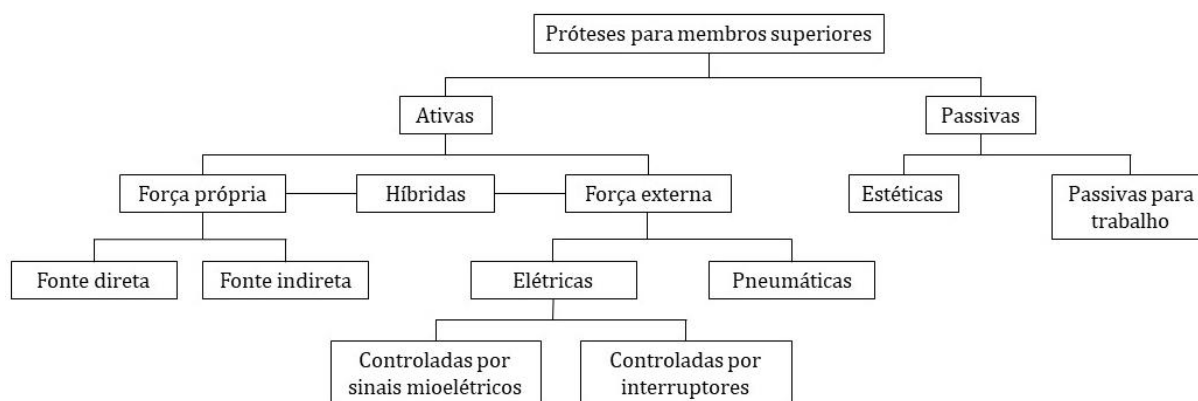 Próteses para membros superiores
Ativas
Passivas
Força própria
Híbridas
Força externa
Estéticas
Passivas para
trabalho
Fonte direta
Fonte indireta
Elétricas
Pneumáticas
Controladas por
sinais mioelétricos
Controladas por
interruptores